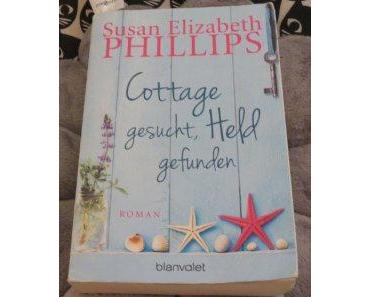 Susan Elizabeth
PHILLIPS
Cottage
gesucht, Held
gefunden
ROMAN
blanvalet